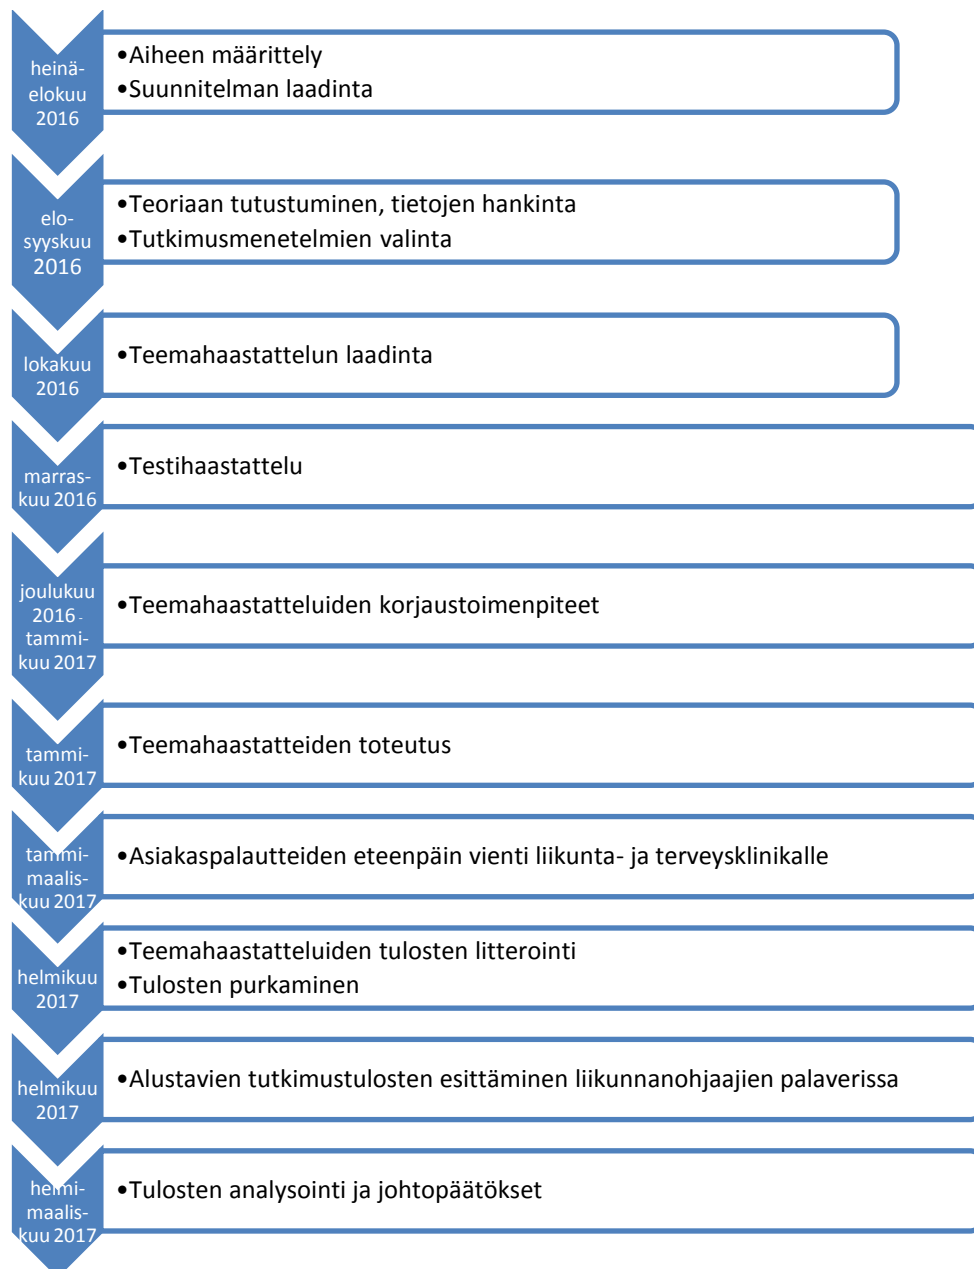 heinä-
elokuu
2016
•Aiheen määrittely
•Suunnitelman laadinta
elo-
syyskuu
2016
•Teoriaan tutustuminen, tietojen hankinta
•Tutkimusmenetelmien valinta
lokakuu
2016
•Teemahaastattelun laadinta
marras-
kuu 2016
•Testihaastattelu
joulukuu
2016 -
tammi-
kuu 2017
•Teemahaastatteluiden korjaustoimenpiteet
tammi-
kuu 2017
•Teemahaastatteiden toteutus
tammi-
maalis-
kuu 2017
•Asiakaspalautteiden eteenpäin vienti liikunta- ja terveysklinikalle
helmikuu
2017
•Teemahaastatteluiden tulosten litterointi
•Tulosten purkaminen
helmikuu
2017
•Alustavien tutkimustulosten esittäminen liikunnanohjaajien palaverissa
helmi-
maalis-
kuu 2017
•Tulosten analysointi ja johtopäätökset